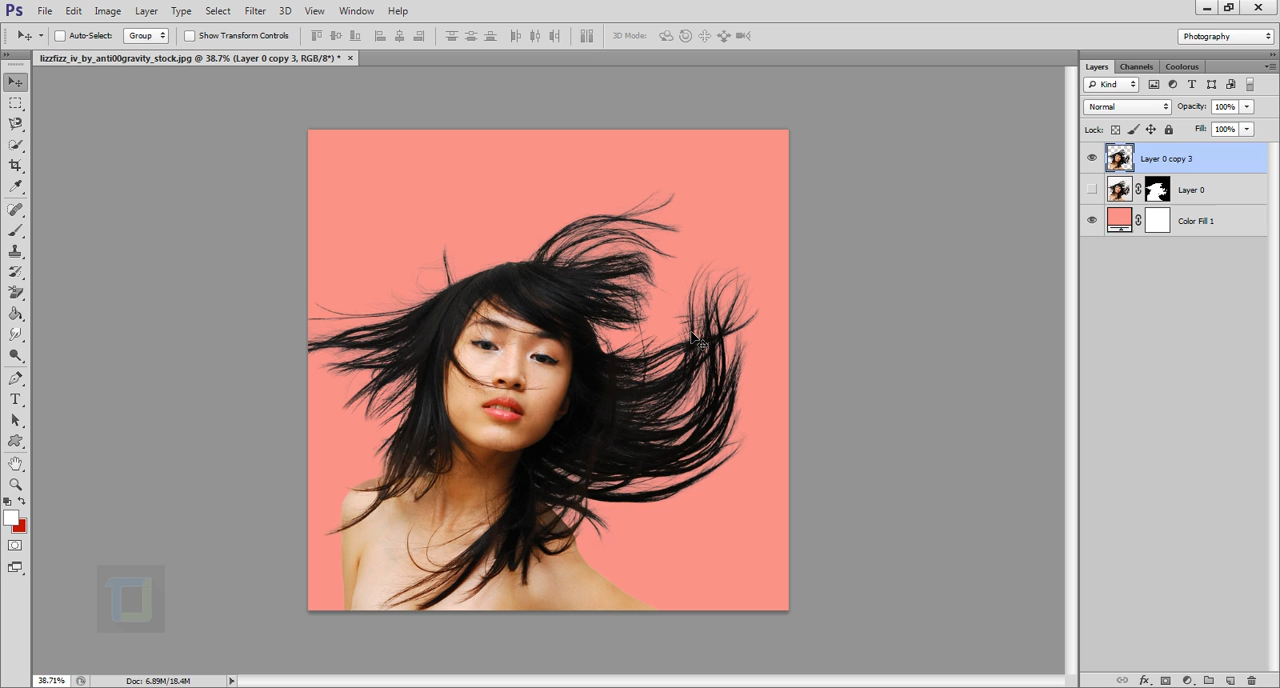 Ps File Edit Image Layer Type Select Filter 3D View Window Help
Auto-Select: Group Show Transform Controls 3D Mode: Photography
lizzfizz_iv_by_anti00gravity_stock.jpg @ 38.7% (Layer 0 copy 3, RGB/8*) * ×
Layers Channels Coolorus
Kind T
Normal Opacity: 100%
Lock: Fill: 100%
Layer 0 copy 3
Layer 0
Color Fill 1
T
38.71% Doc: 6.89M/18.4M fx